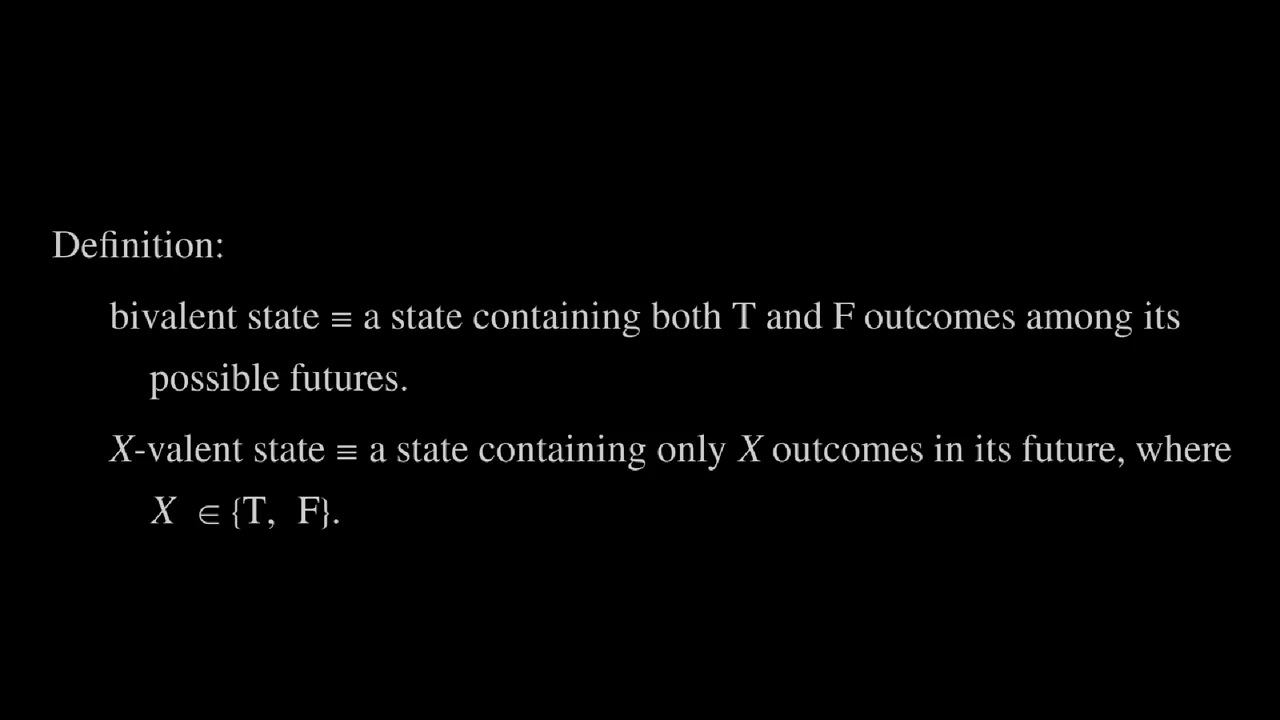 Definition:
bivalent state ≡ a state containing both T and F outcomes among its
possible futures.
X-valent state ≡ a state containing only X outcomes in its future, where
X ∈ {T, F}.